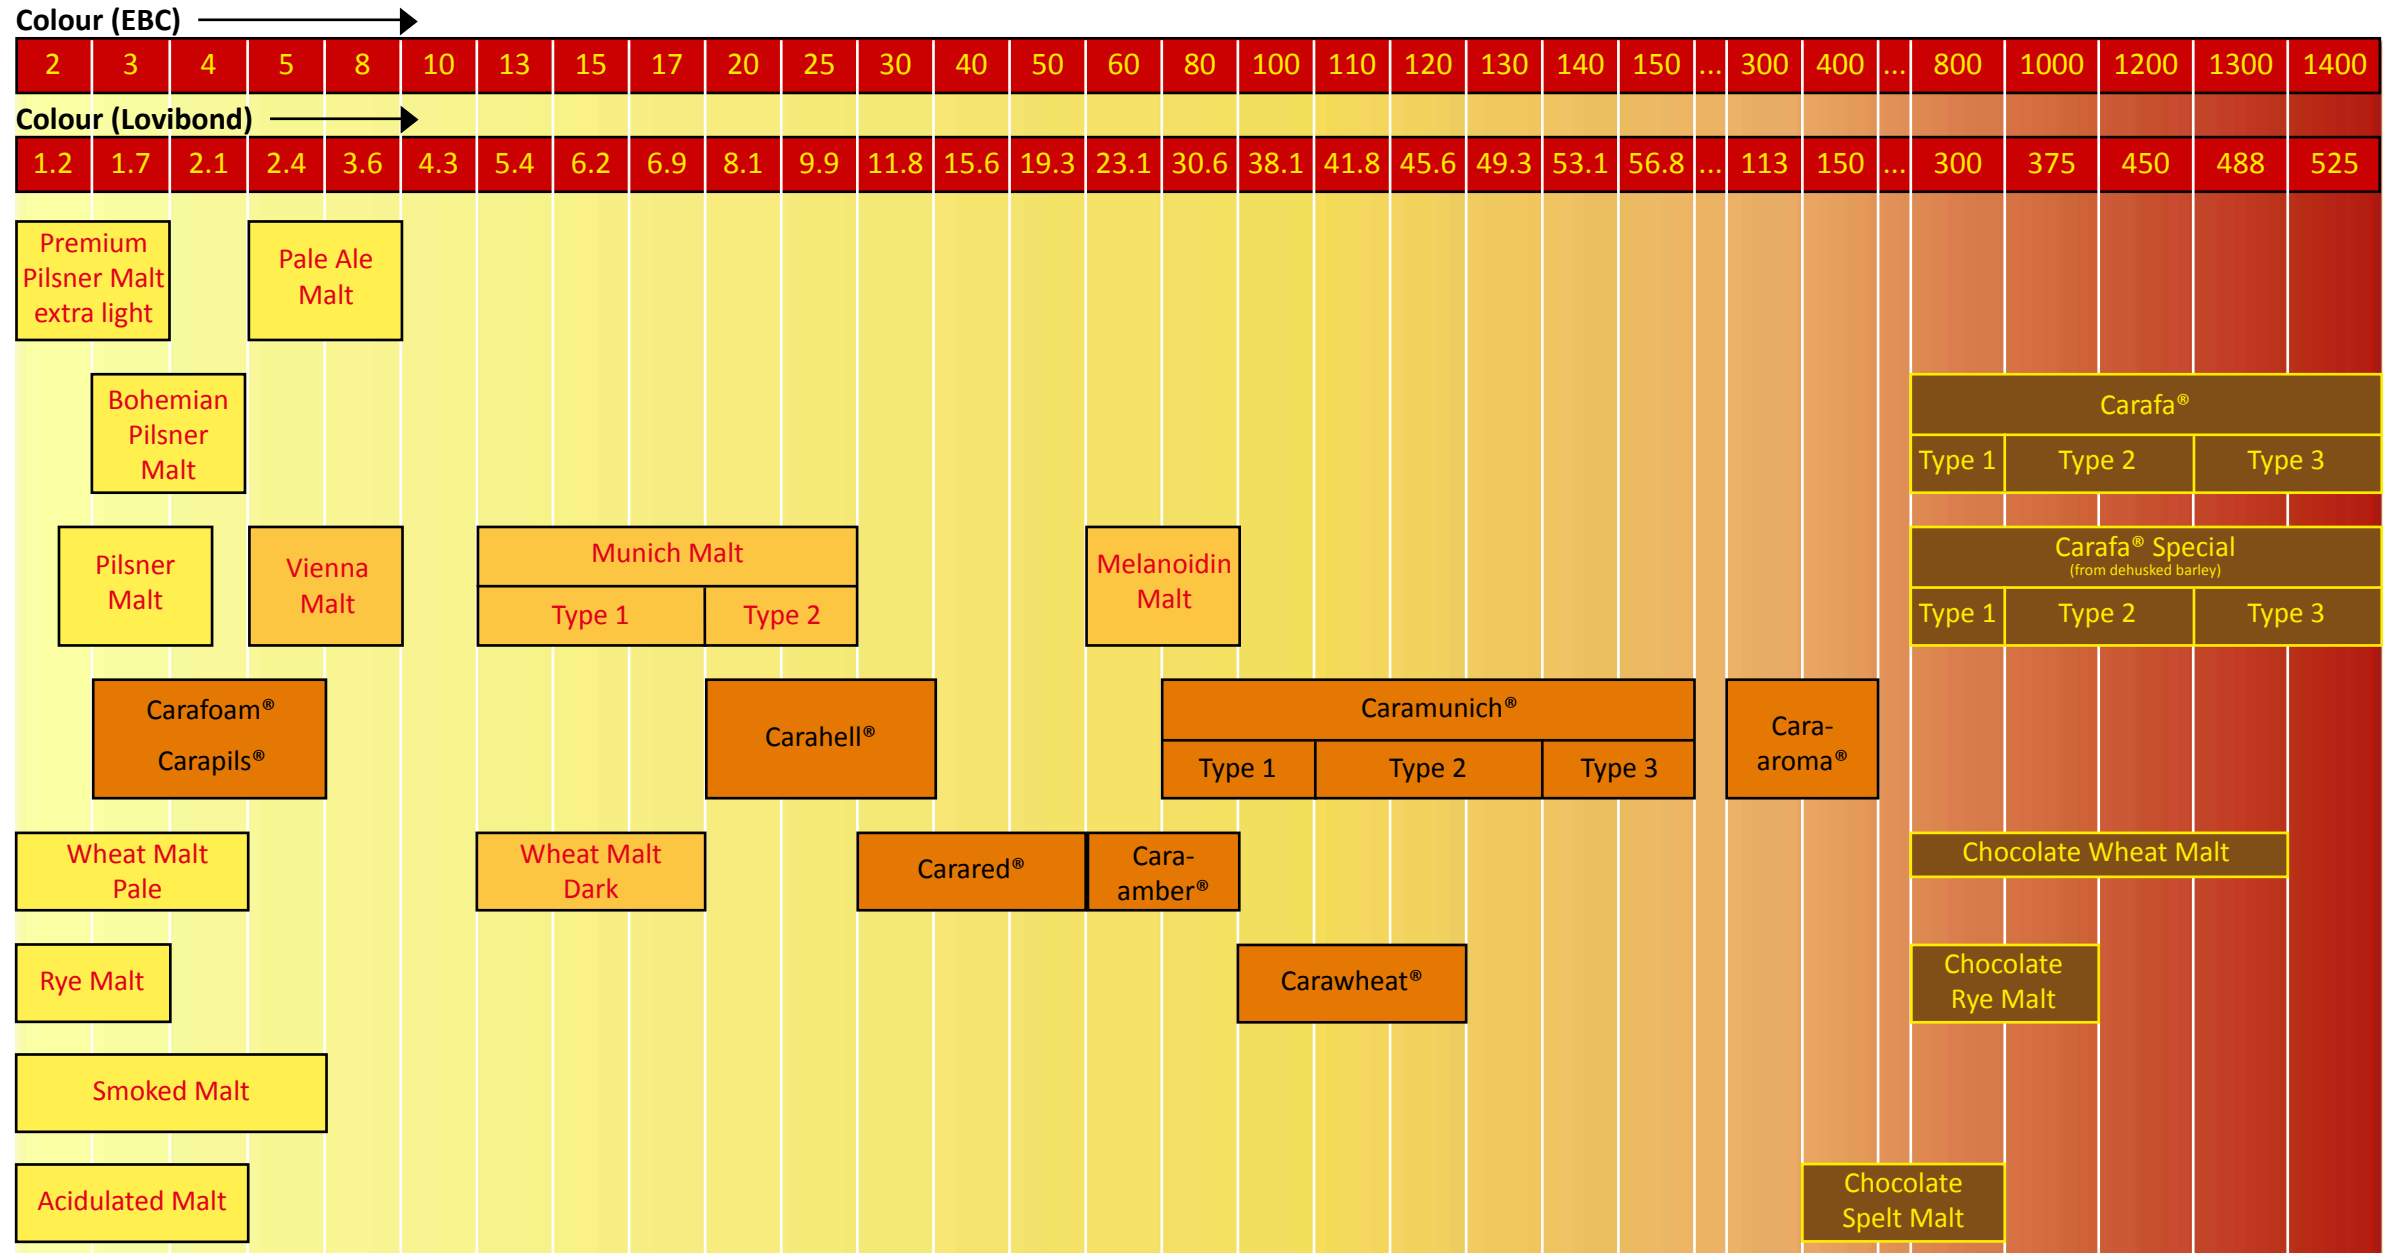 Colour (EBC)
2 3 4 5 8 10 13 15 17 20 25 30 40 50 60 80 100 110 120 130 140 150 ... 300 400 ... 800 1000 1200 1300 1400
Colour (Lovibond)
1.2 1.7 2.1 2.4 3.6 4.3 5.4 6.2 6.9 8.1 9.9 11.8 15.6 19.3 23.1 30.6 38.1 41.8 45.6 49.3 53.1 56.8 ... 113 150 ... 300 375 450 488 525
Premium
Pilsner Malt
extra light
Pale Ale
Malt
Bohemian
Pilsner
Malt
Carafa®
Type 1
Type 2
Type 3
Pilsner
Malt
Vienna
Malt
Munich Malt
Type 1
Type 2
Melanoidin
Malt
Carafa® Special
(from dehusked barley)
Type 1
Type 2
Type 3
Carafoam®
Carapils®
Carahell®
Caramunich®
Type 1
Type 2
Type 3
Cara-
aroma®
Wheat Malt
Pale
Wheat Malt
Dark
Carared®
Cara-
amber®
Chocolate Wheat Malt
Rye Malt
Carawheat®
Chocolate
Rye Malt
Smoked Malt
Acidulated Malt
Chocolate
Spelt Malt